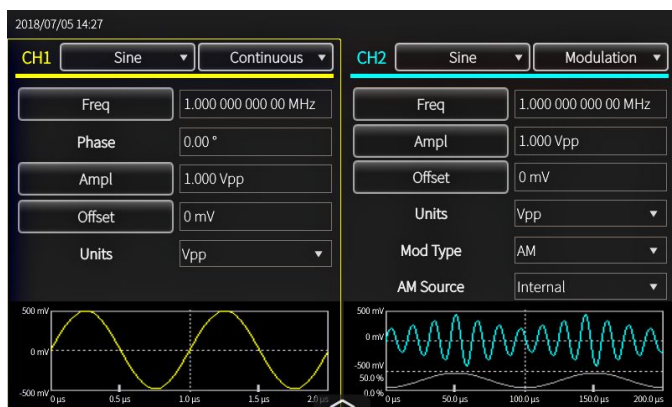 2018/07/05 14:27
CH1 Sine Continuous
Freq 1.000 000 000 00 MHz
Phase 0.00 °
Ampl 1.000 Vpp
Offset 0 mV
Units Vpp
500 mV
0 mV
-500 mV
0 µs 0.5 µs 1.0 µs 1.5 µs
CH2 Sine Modulation
Freq 1.000 000 000 00 MHz
Ampl 1.000 Vpp
Offset 0 mV
Units Vpp
Mod Type AM
AM Source Internal
500 mV
0 mV
-500 mV
50.0 %
0.0 %
0 µs 50.0 µs 100.0 µs 150.0 µs 200.0 µs